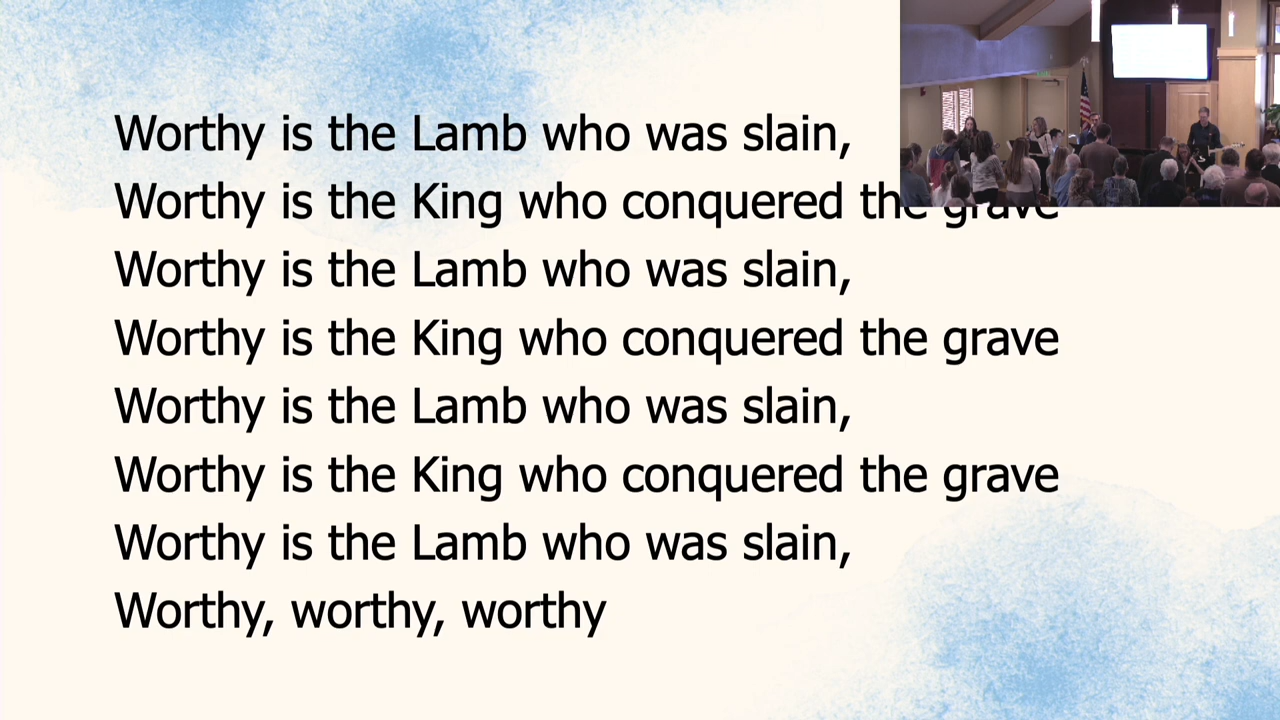 Worthy is the Lamb who was slain,
Worthy is the King who conquered the grave
Worthy is the Lamb who was slain,
Worthy is the King who conquered the grave
Worthy is the Lamb who was slain,
Worthy is the King who conquered the grave
Worthy is the Lamb who was slain,
Worthy, worthy, worthy